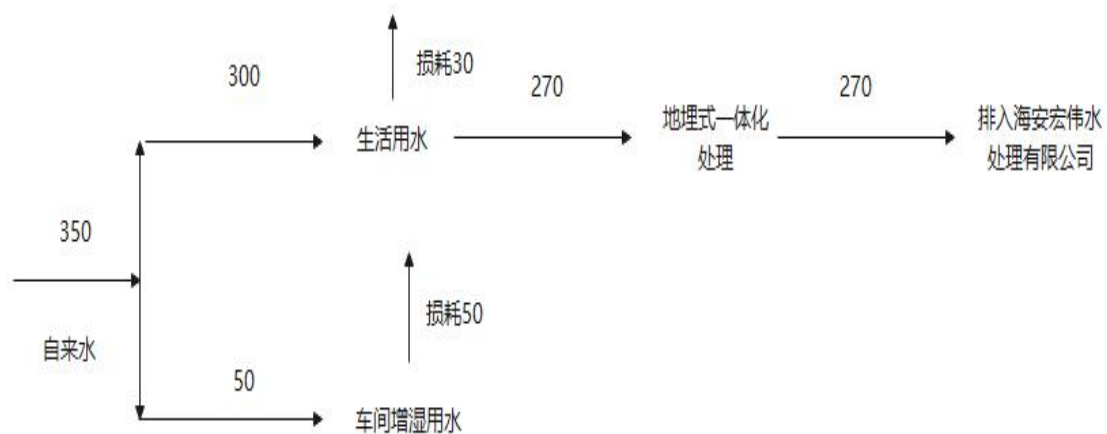 损耗30
300
270
270
生活用水
地埋式一体化
处理
排入海安宏伟水
处理有限公司
350
损耗50
自来水
50
车间增湿用水